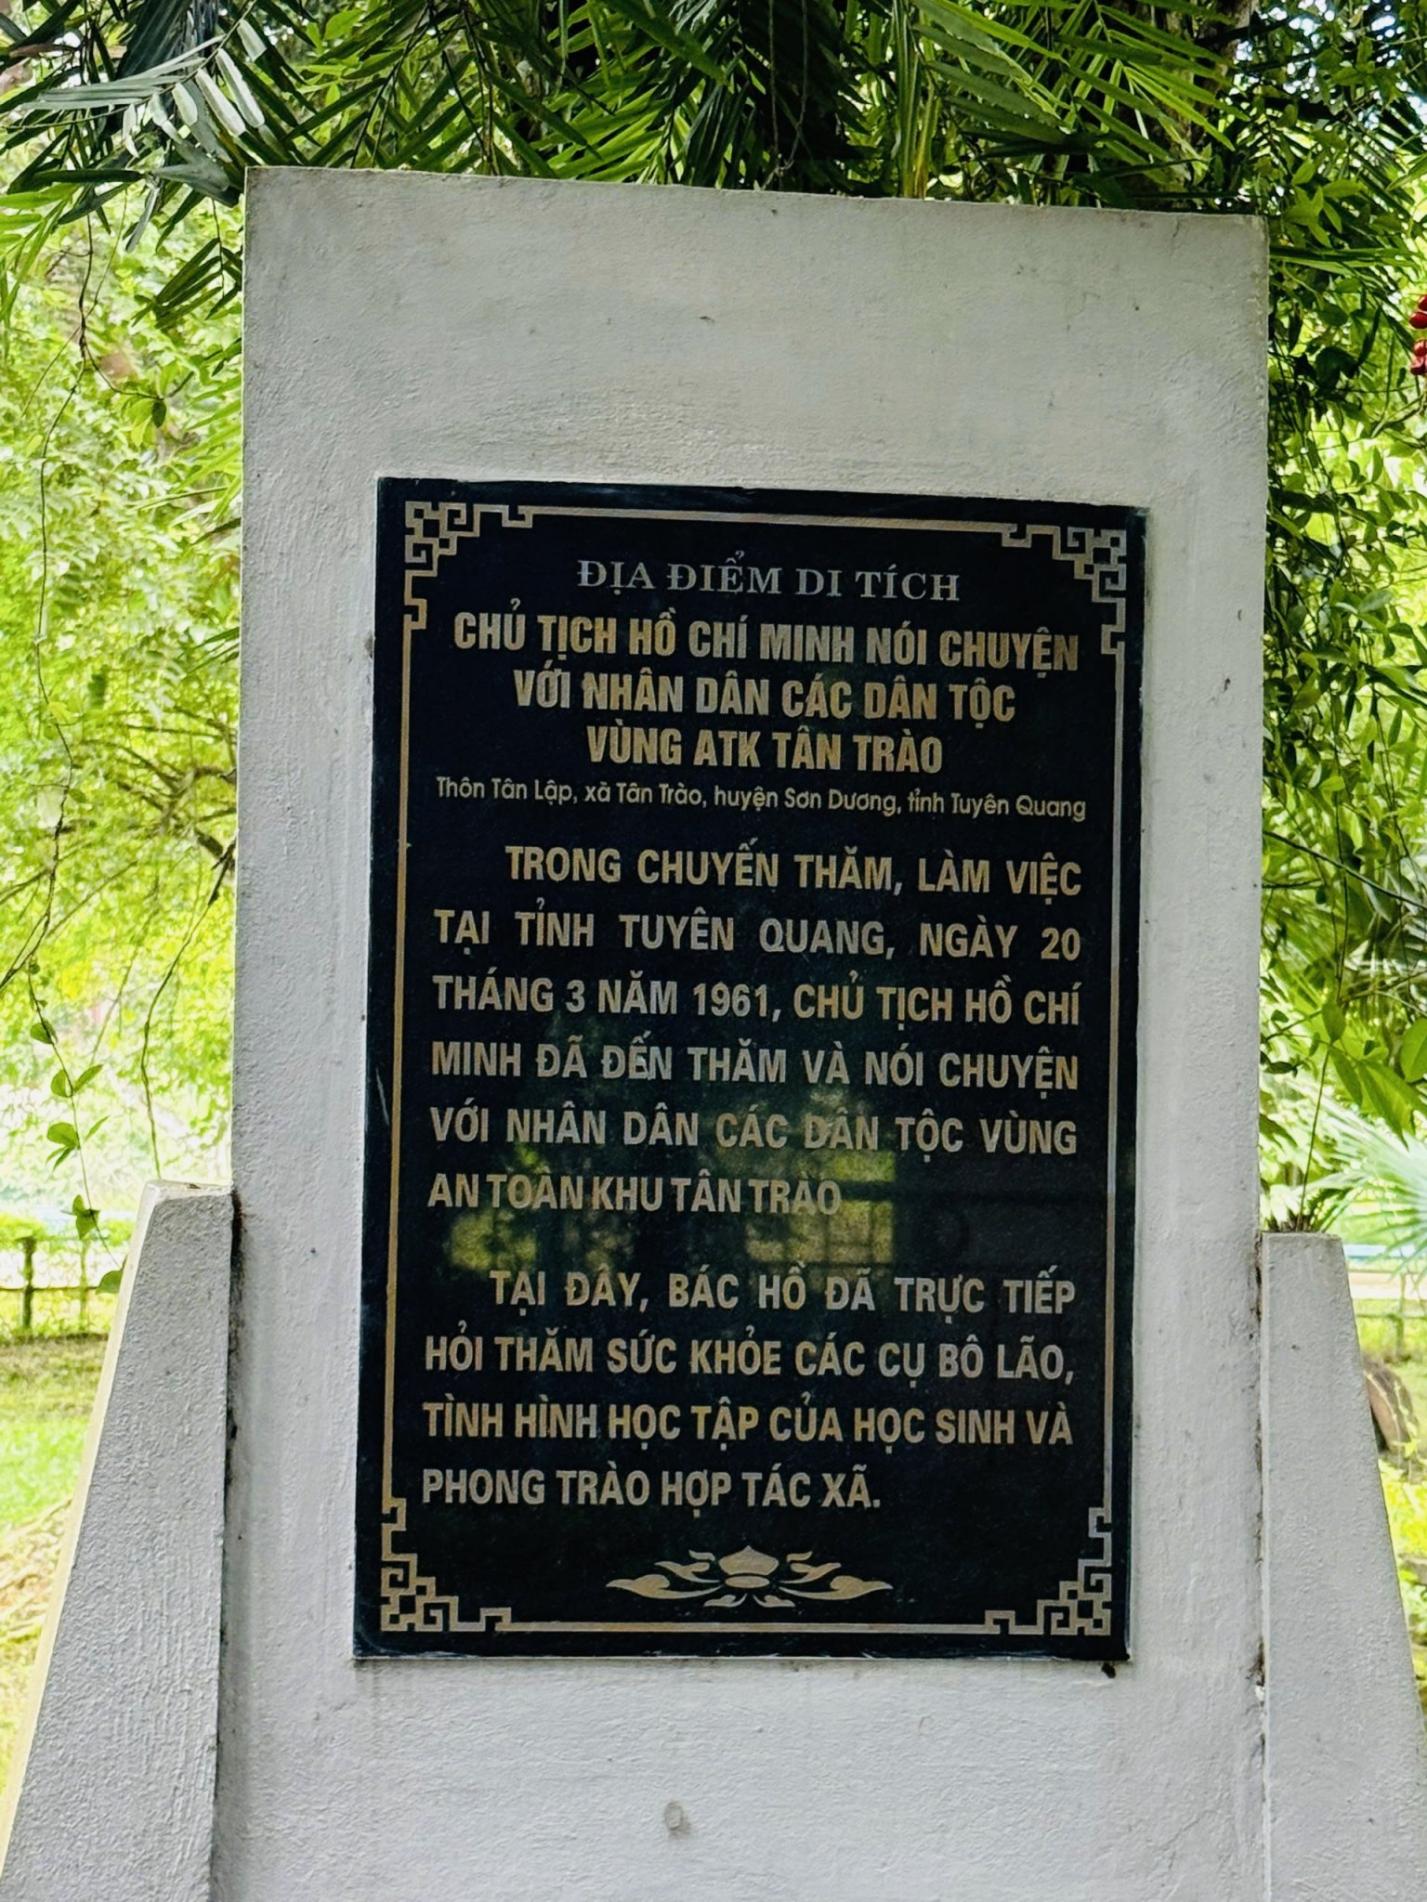 ĐỊA ĐIỂM DI TÍCH
CHỦ TỊCH HỒ CHÍ MINH NÓI CHUYỆN
VỚI NHÂN DÂN CÁC DÂN TỘC
VÙNG ATK TÂN TRÀO
Thôn Tân Lập, xã Tân Trào, huyện Sơn Dương, tỉnh Tuyên Quang
TRONG CHUYẾN THĂM, LÀM VIỆC
TẠI TỈNH TUYÊN QUANG, NGÀY 20
THÁNG 3 NĂM 1961, CHỦ TỊCH HỒ CHÍ
MINH ĐÃ ĐẾN THĂM VÀ NÓI CHUYỆN
VỚI NHÂN DÂN CÁC DÂN TỘC VÙNG
AN TOÀN KHU TÂN TRÀO
TẠI ĐÂY, BÁC HỒ ĐÃ TRỰC TIẾP
HỎI THĂM SỨC KHỎE CÁC CỤ BÔ LÃO,
TÌNH HÌNH HỌC TẬP CỦA HỌC SINH VÀ
PHONG TRÀO HỢP TÁC XÃ.